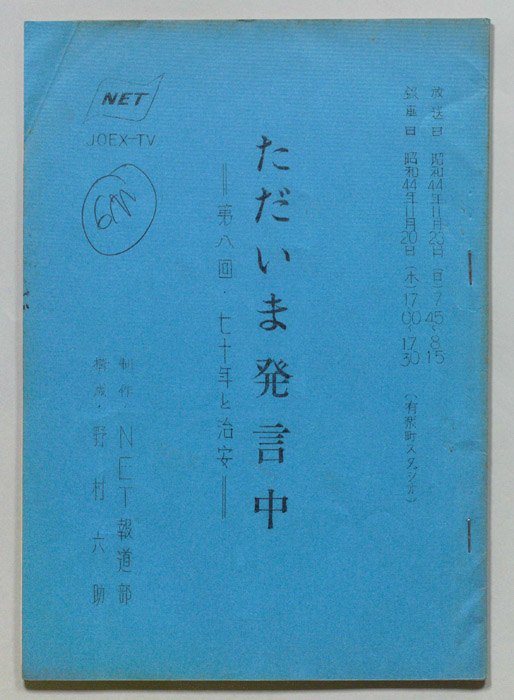 放送日 昭和44年11月23日(日)7 45~8 15
録画日 昭和44年11月20日(木)17 00~17 30
(有楽町スタジオ)
ただいま発言中
第八回・七十年と治安
NET
JOEX-TV
制作 NET報道部
構成・野村六助